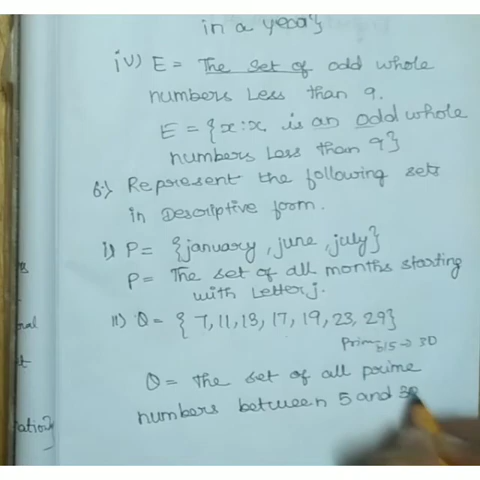 in a year}
iv) E = The set of odd whole
numbers Less than 9.
E = {x:x is an odd whole
numbers Less than 9}
6.) Represent the following sets
in Descriptive form.
i) P = {january, june, july}
P = The set of all months starting
with Letter j.
ii) Q = { 7, 11, 13, 17, 19, 23, 29}
Prime 5 → 30
Q = the set of all prime
numbers between 5 and 30